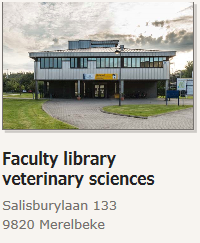 Faculty library
veterinary sciences
Salisburylaan 133
9820 Merelbeke